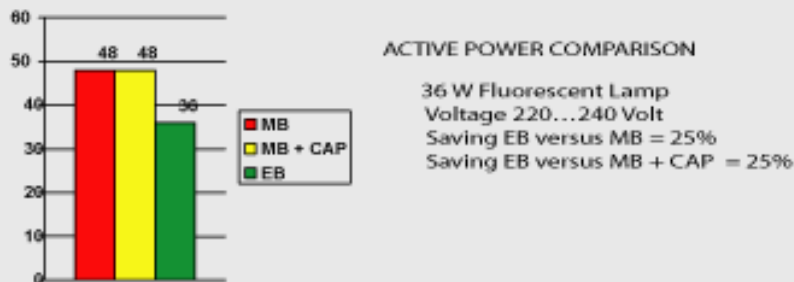 60
50
40
30
20
10
0
48 48
36
MB
MB + CAP
EB
ACTIVE POWER COMPARISON
36 W Fluorescent Lamp
Voltage 220...240 Volt
Saving EB versus MB = 25%
Saving EB versus MB + CAP = 25%